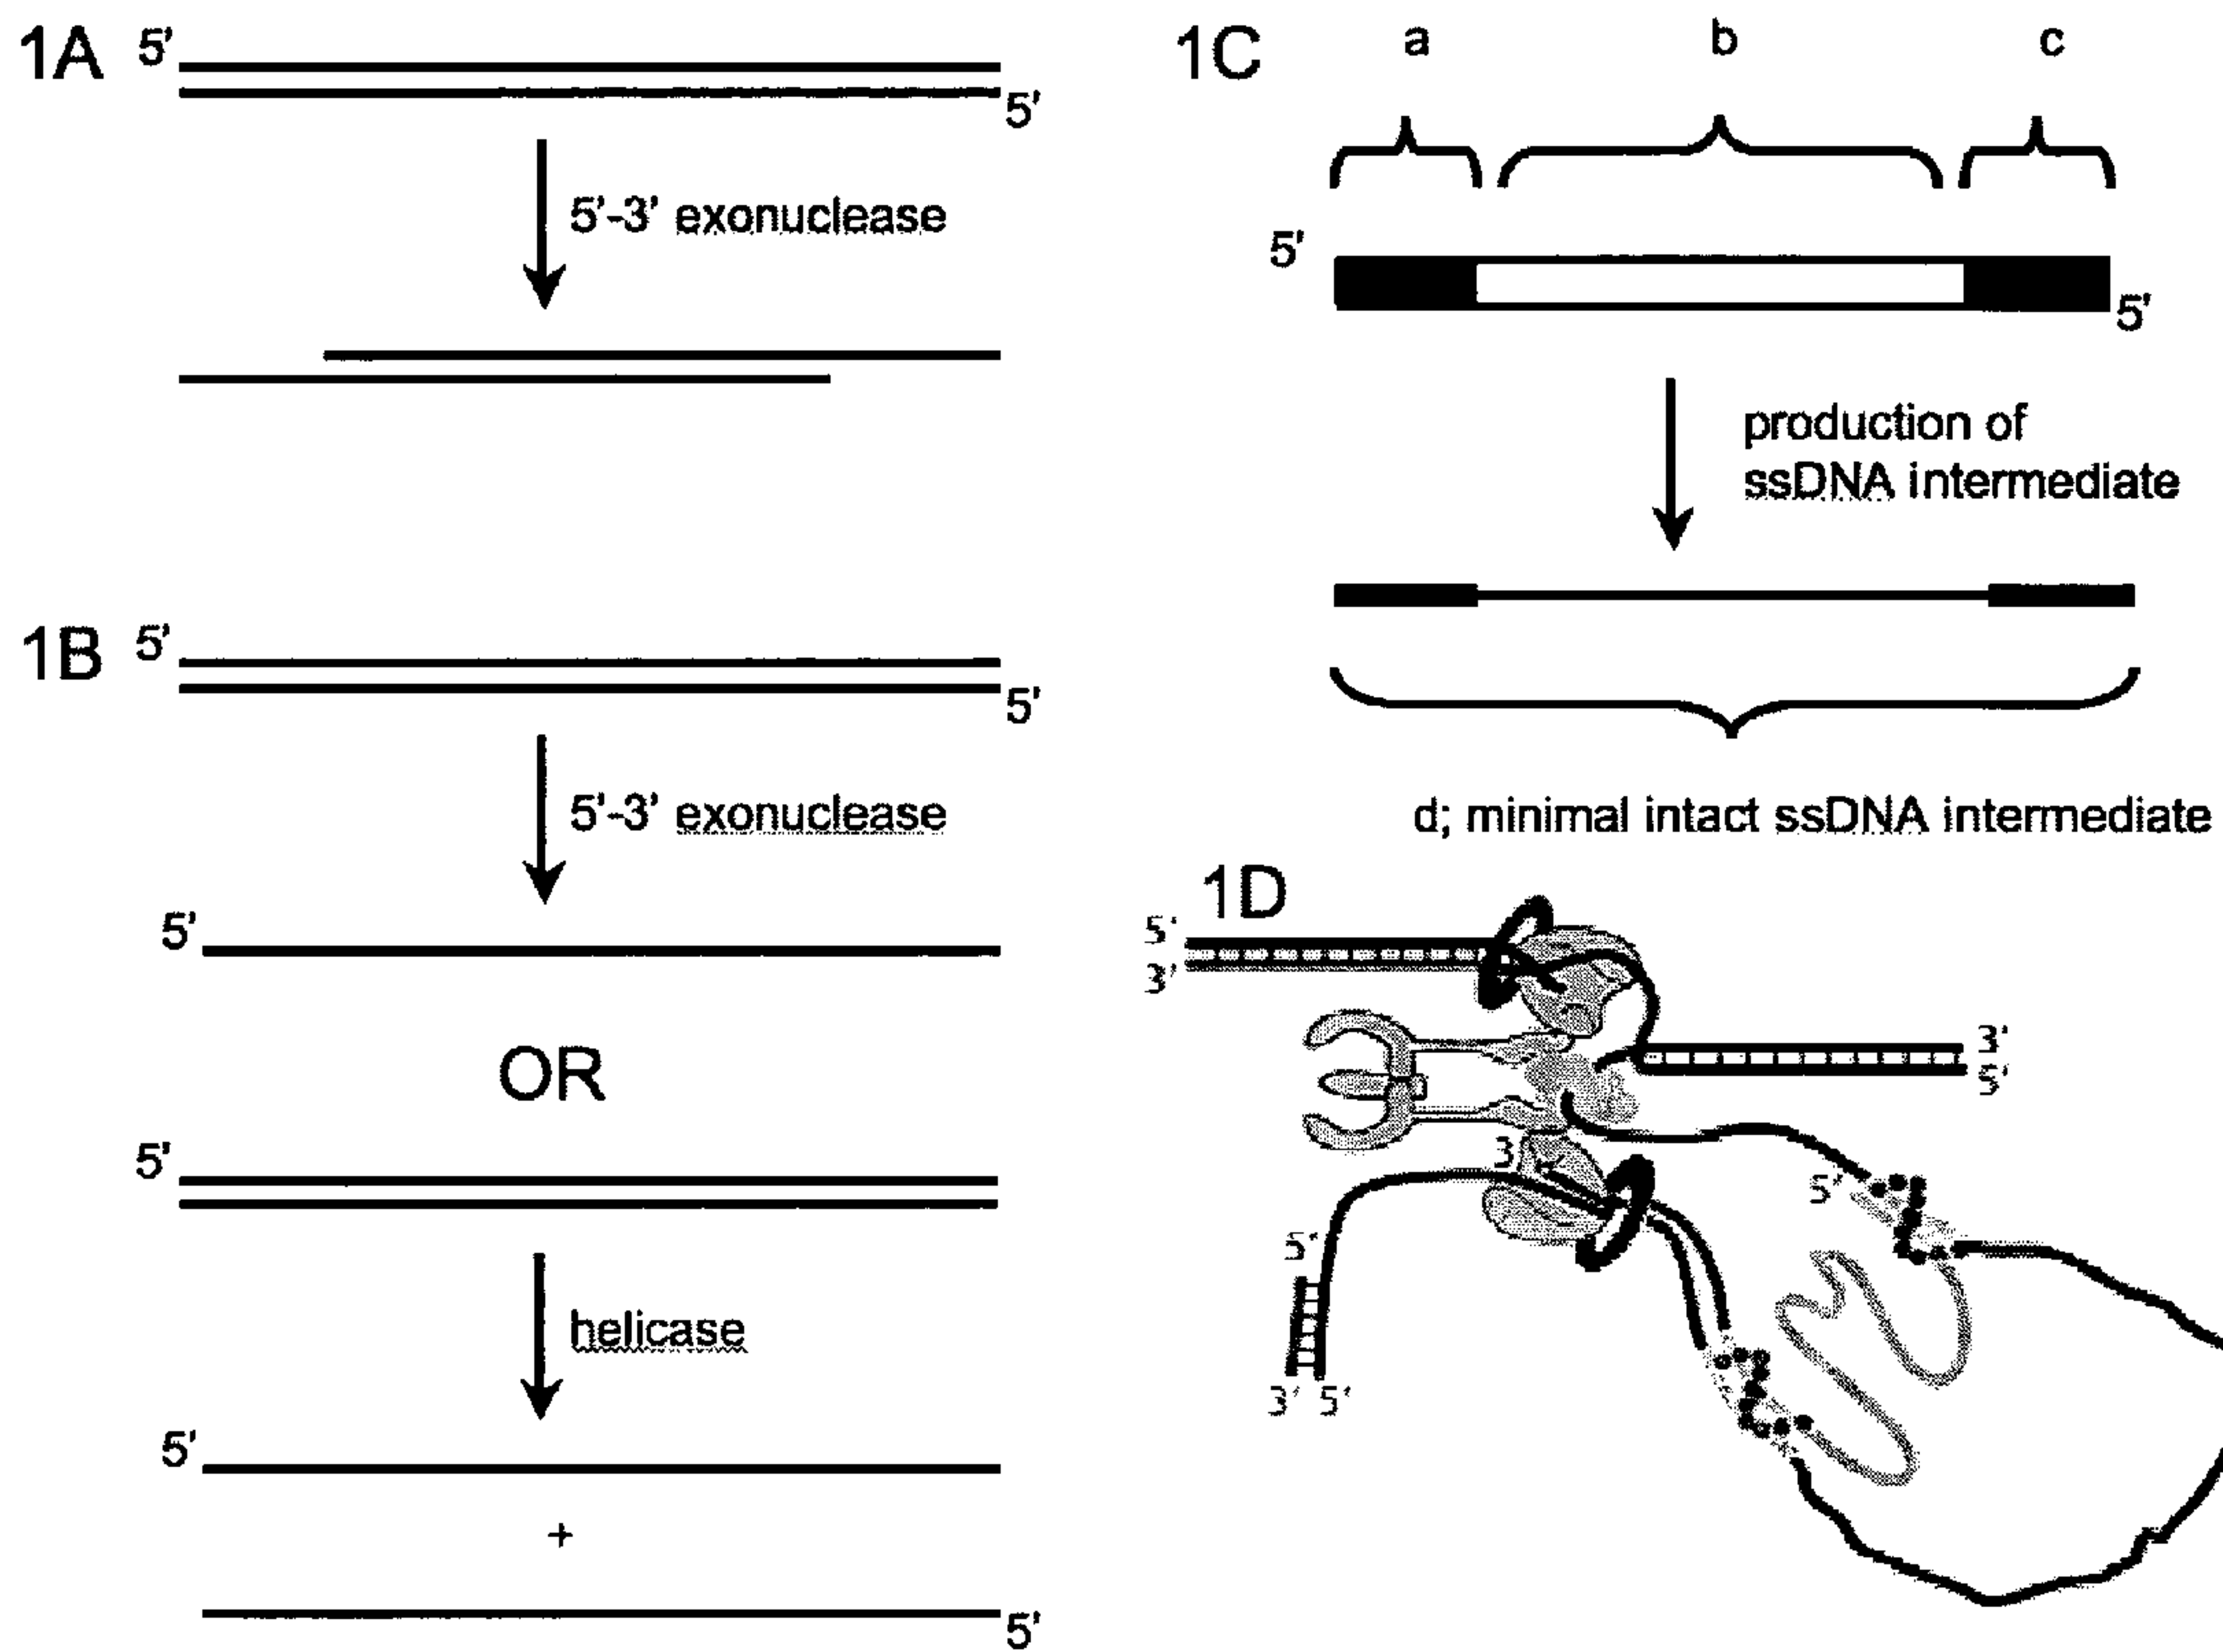 1A
5'
5'
5'-3' exonuclease
1B
5'
5'
5'-3' exonuclease
5'
OR
5'
helicase
5'
+
5'
1C
a
b
c
5'
5'
production of
ssDNA intermediate
d; minimal intact ssDNA intermediate
1D
5'
3'
3'
5'
3'
5'
5'
3' 5'